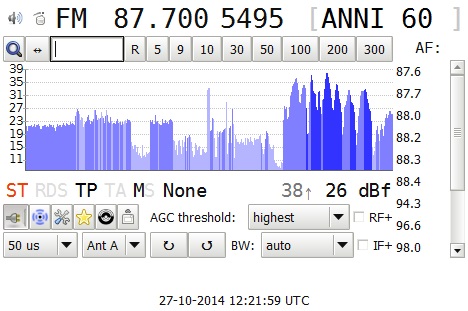 FM 87.700 5495 [ANNI 60 ]
↔ R 5 9 10 30 50 100 200 300 AF:
39
35
31
27
23
19
15
11
87.6
87.7
88.0
88.2
88.3
88.4
94.3
96.6
98.0
ST RDS TP TA M S None 38↑ 26 dBf
AGC threshold: highest RF+
50 us Ant A ↻ ↺ BW: auto IF+
27-10-2014 12:21:59 UTC